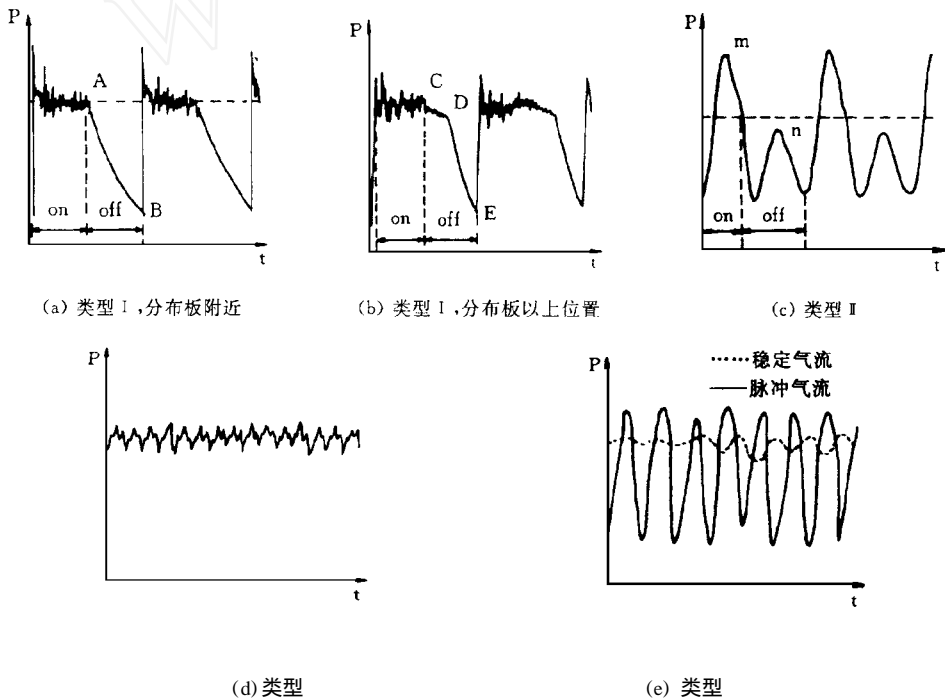 P
A
on
off
B
t
(a) 类型Ⅰ,分布板附近
P
C
D
on
off
E
t
(b) 类型Ⅰ,分布板以上位置
P
m
n
on
off
t
(c) 类型Ⅱ
P
t
(d) 类型
P
稳定气流
脉冲气流
t
(e) 类型